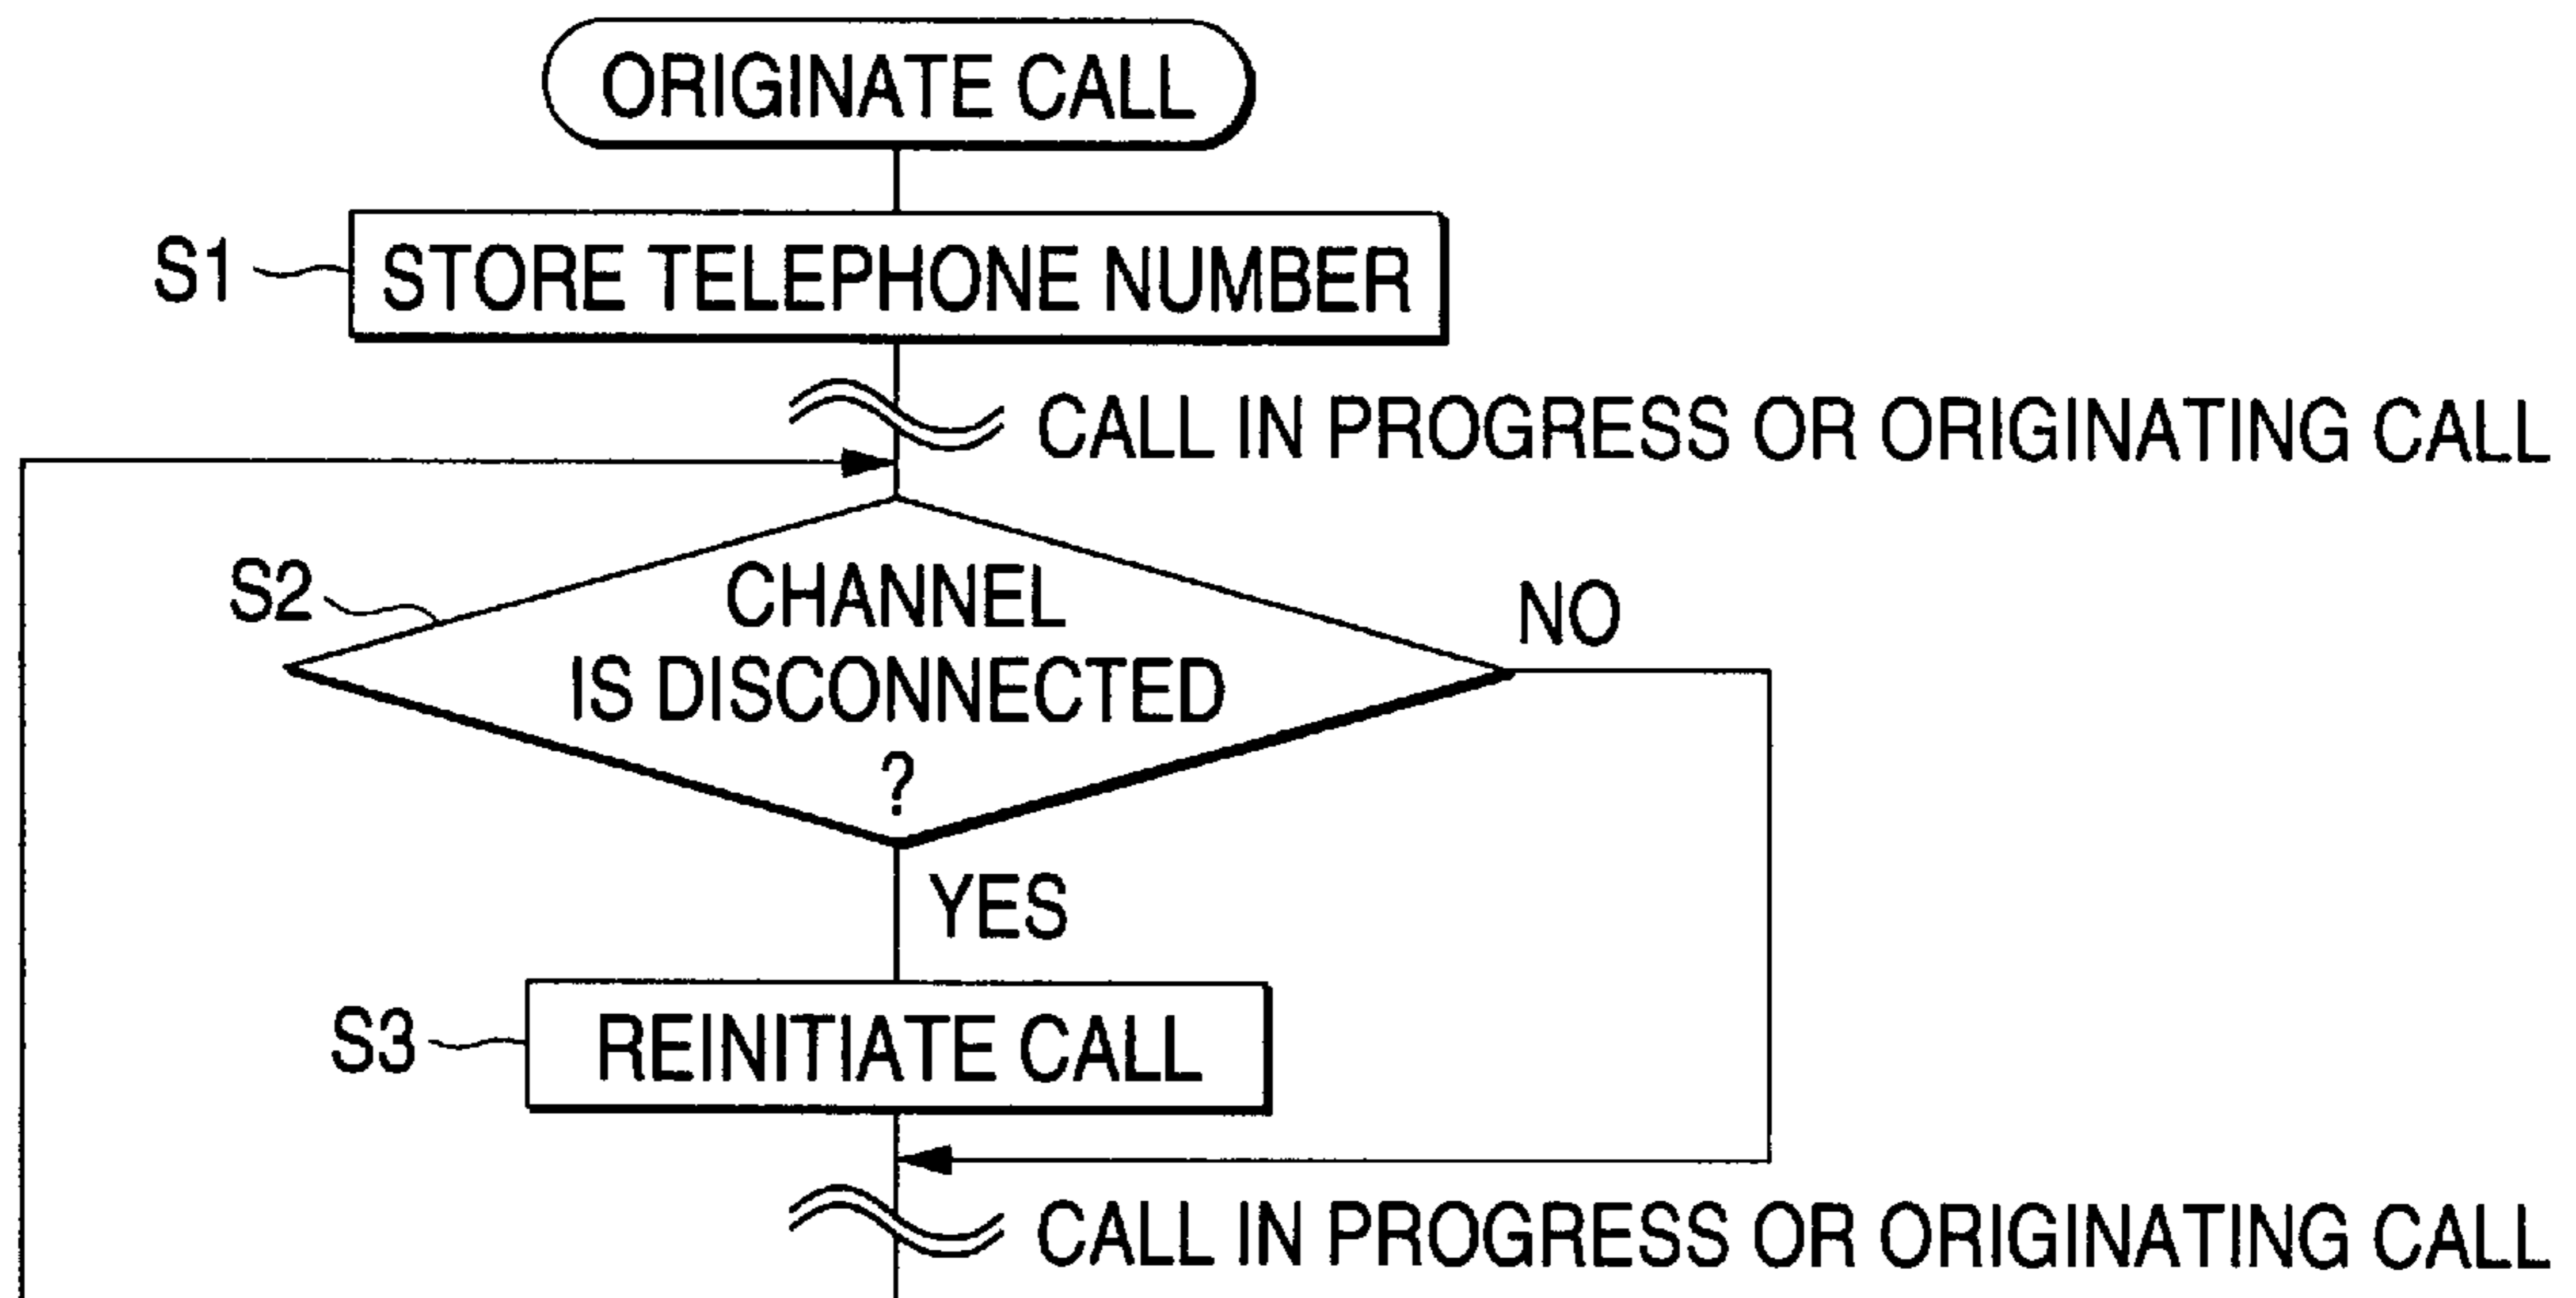 ORIGINATE CALL
S1
STORE TELEPHONE NUMBER
CALL IN PROGRESS OR ORIGINATING CALL
S2
CHANNEL
IS DISCONNECTED
?
NO
YES
S3
REINITIATE CALL
CALL IN PROGRESS OR ORIGINATING CALL